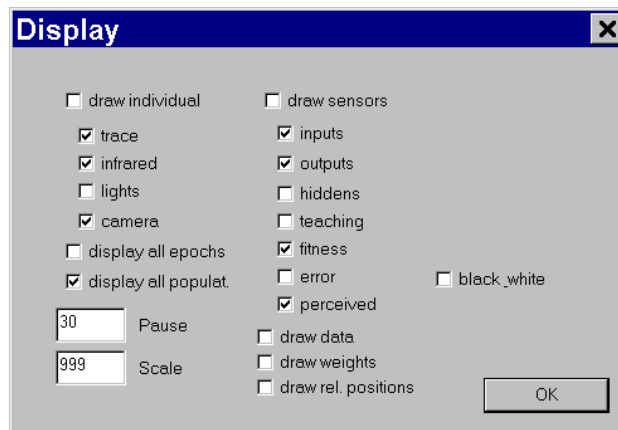 Display
draw individual
trace
infrared
lights
camera
display all epochs
display all populat.
30 Pause
999 Scale
draw sensors
inputs
outputs
hiddens
teaching
fitness
error
perceived
draw data
draw weights
draw rel. positions
black_white
OK